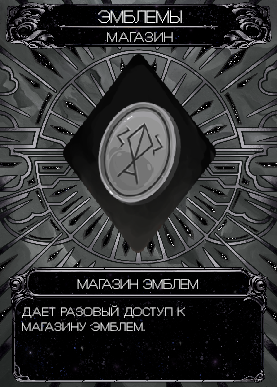 ЭМБЛЕМЫ
МАГАЗИН
МАГАЗИН ЭМБЛЕМ
ДАЕТ РАЗОВЫЙ ДОСТУП К
МАГАЗИНУ ЭМБЛЕМ.